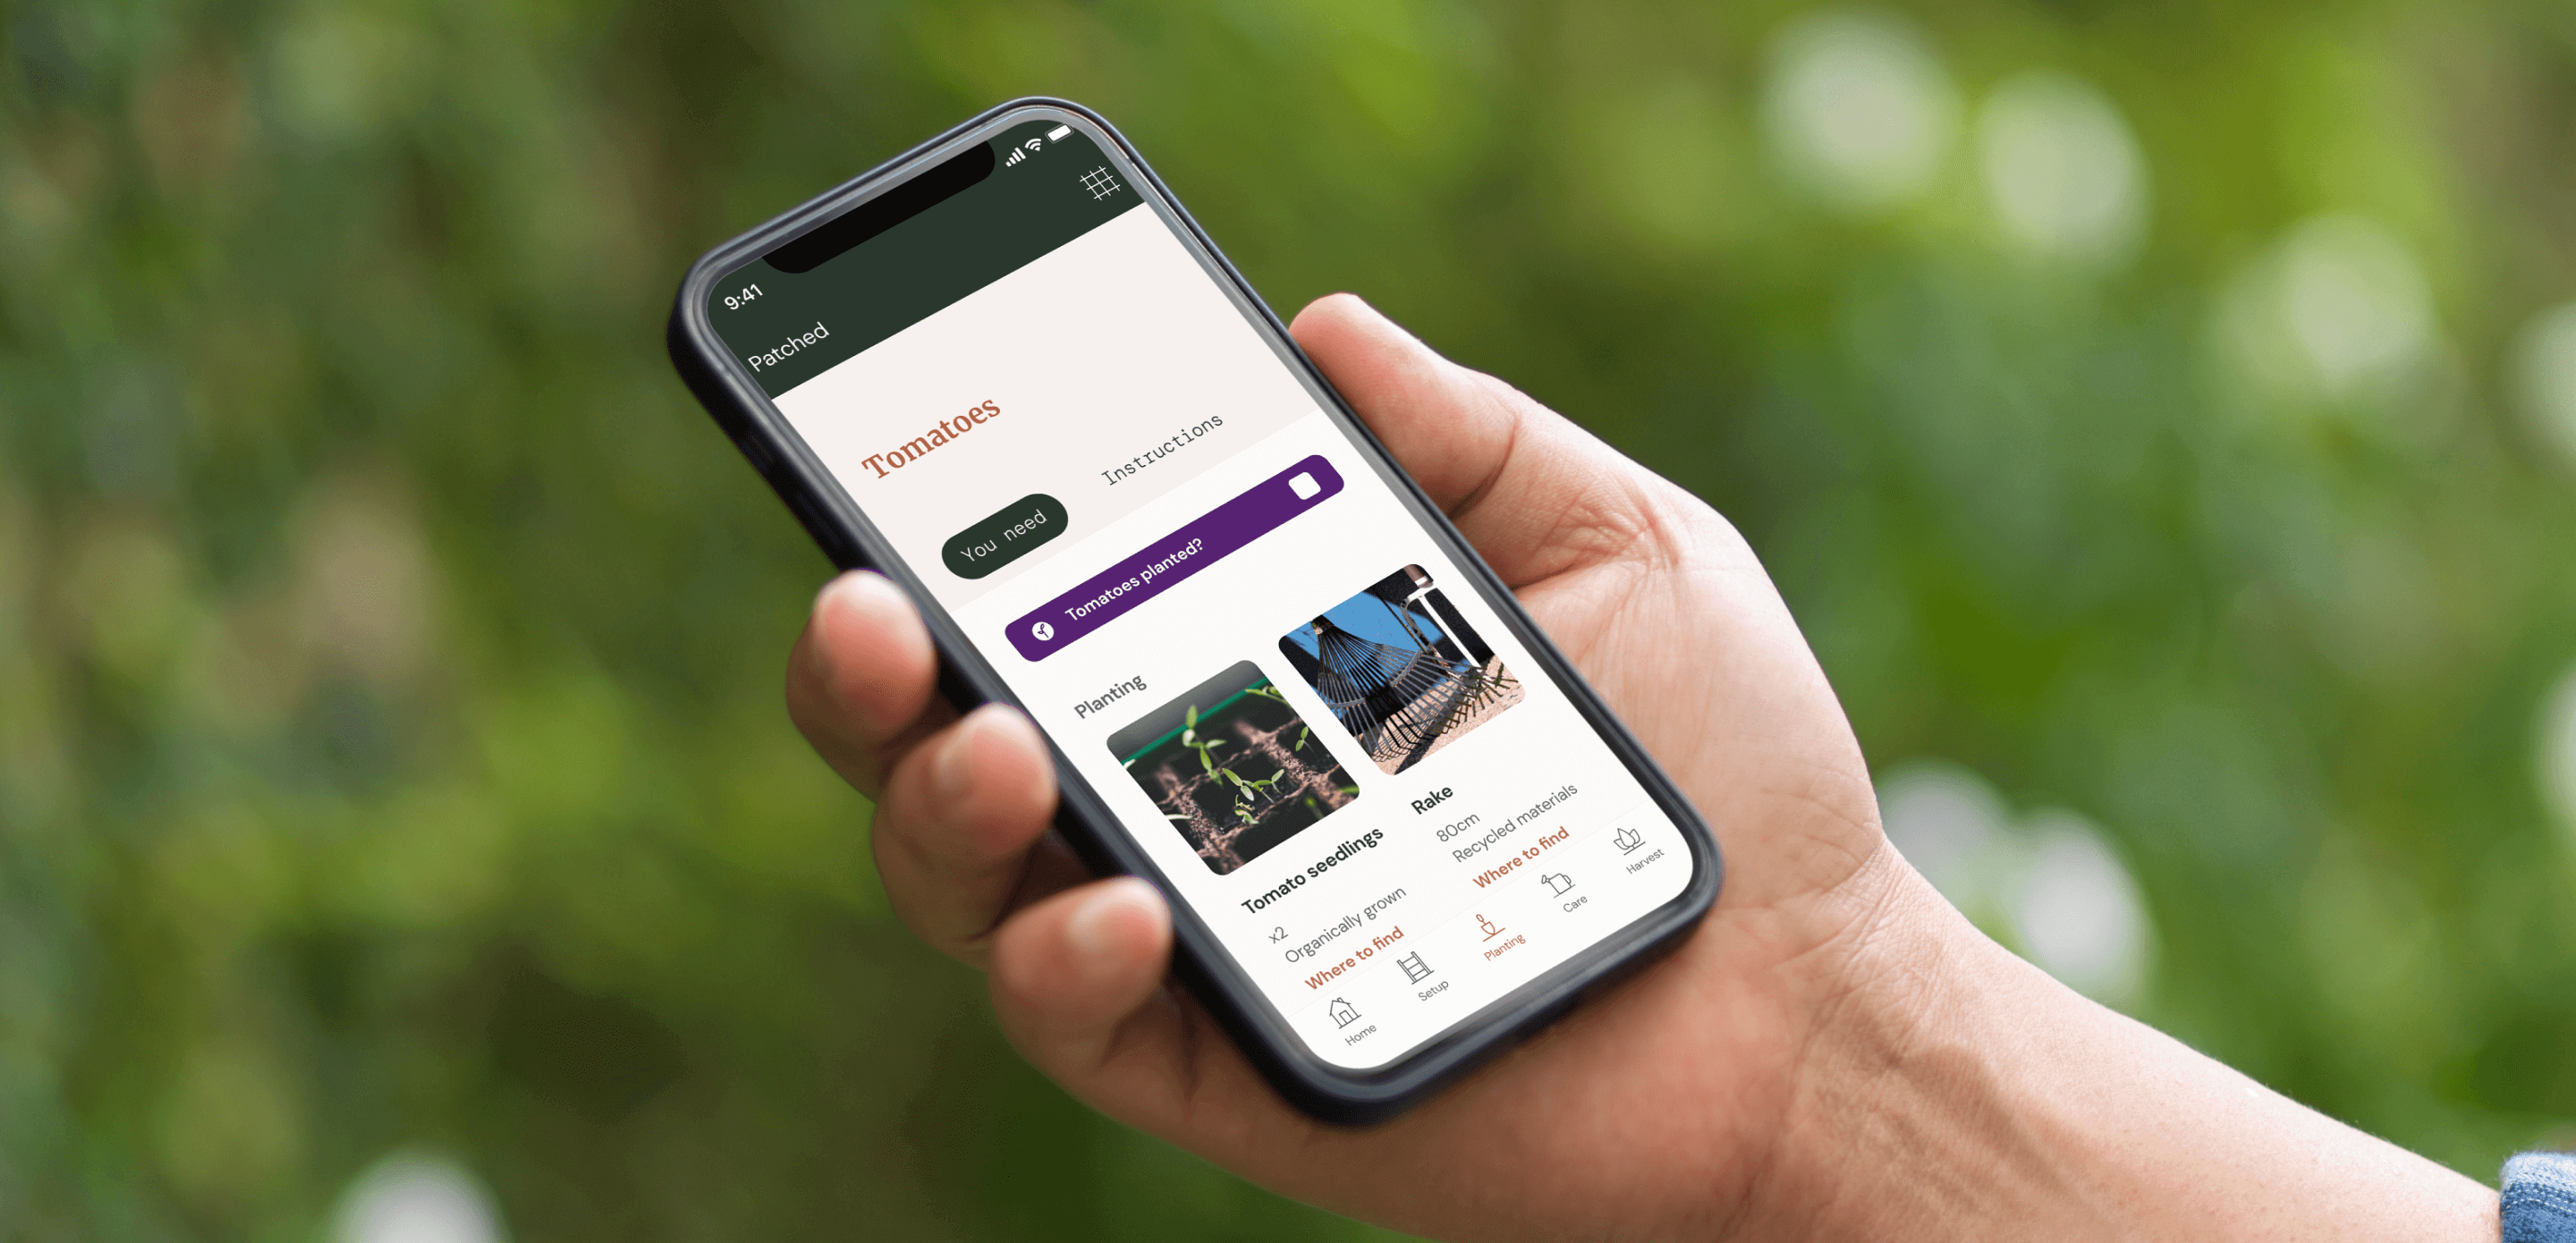 9:41
Patched
Tomatoes
You need
Instructions
Tomatoes planted?
Planting
Tomato seedlings
x2
Organically grown
Where to find
Rake
80cm
Recycled materials
Where to find
Home
Setup
Planting
Care
Harvest